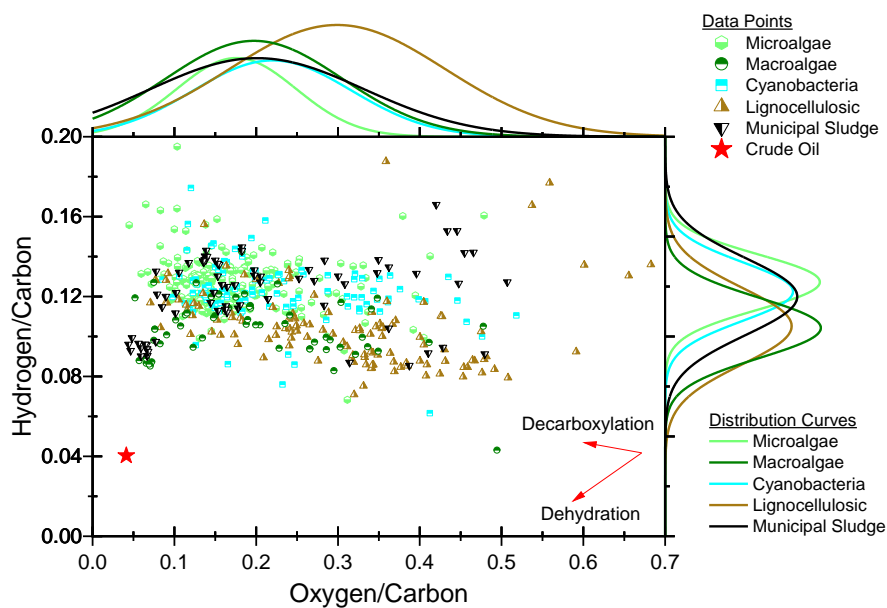 Data Points
Microalgae
Macroalgae
Cyanobacteria
Lignocellulosic
Municipal Sludge
Crude Oil
0.20
0.16
0.12
0.08
0.04
0.00
Hydrogen/Carbon
Decarboxylation
Dehydration
Distribution Curves
Microalgae
Macroalgae
Cyanobacteria
Lignocellulosic
Municipal Sludge
0.0 0.1 0.2 0.3 0.4 0.5 0.6 0.7
Oxygen/Carbon